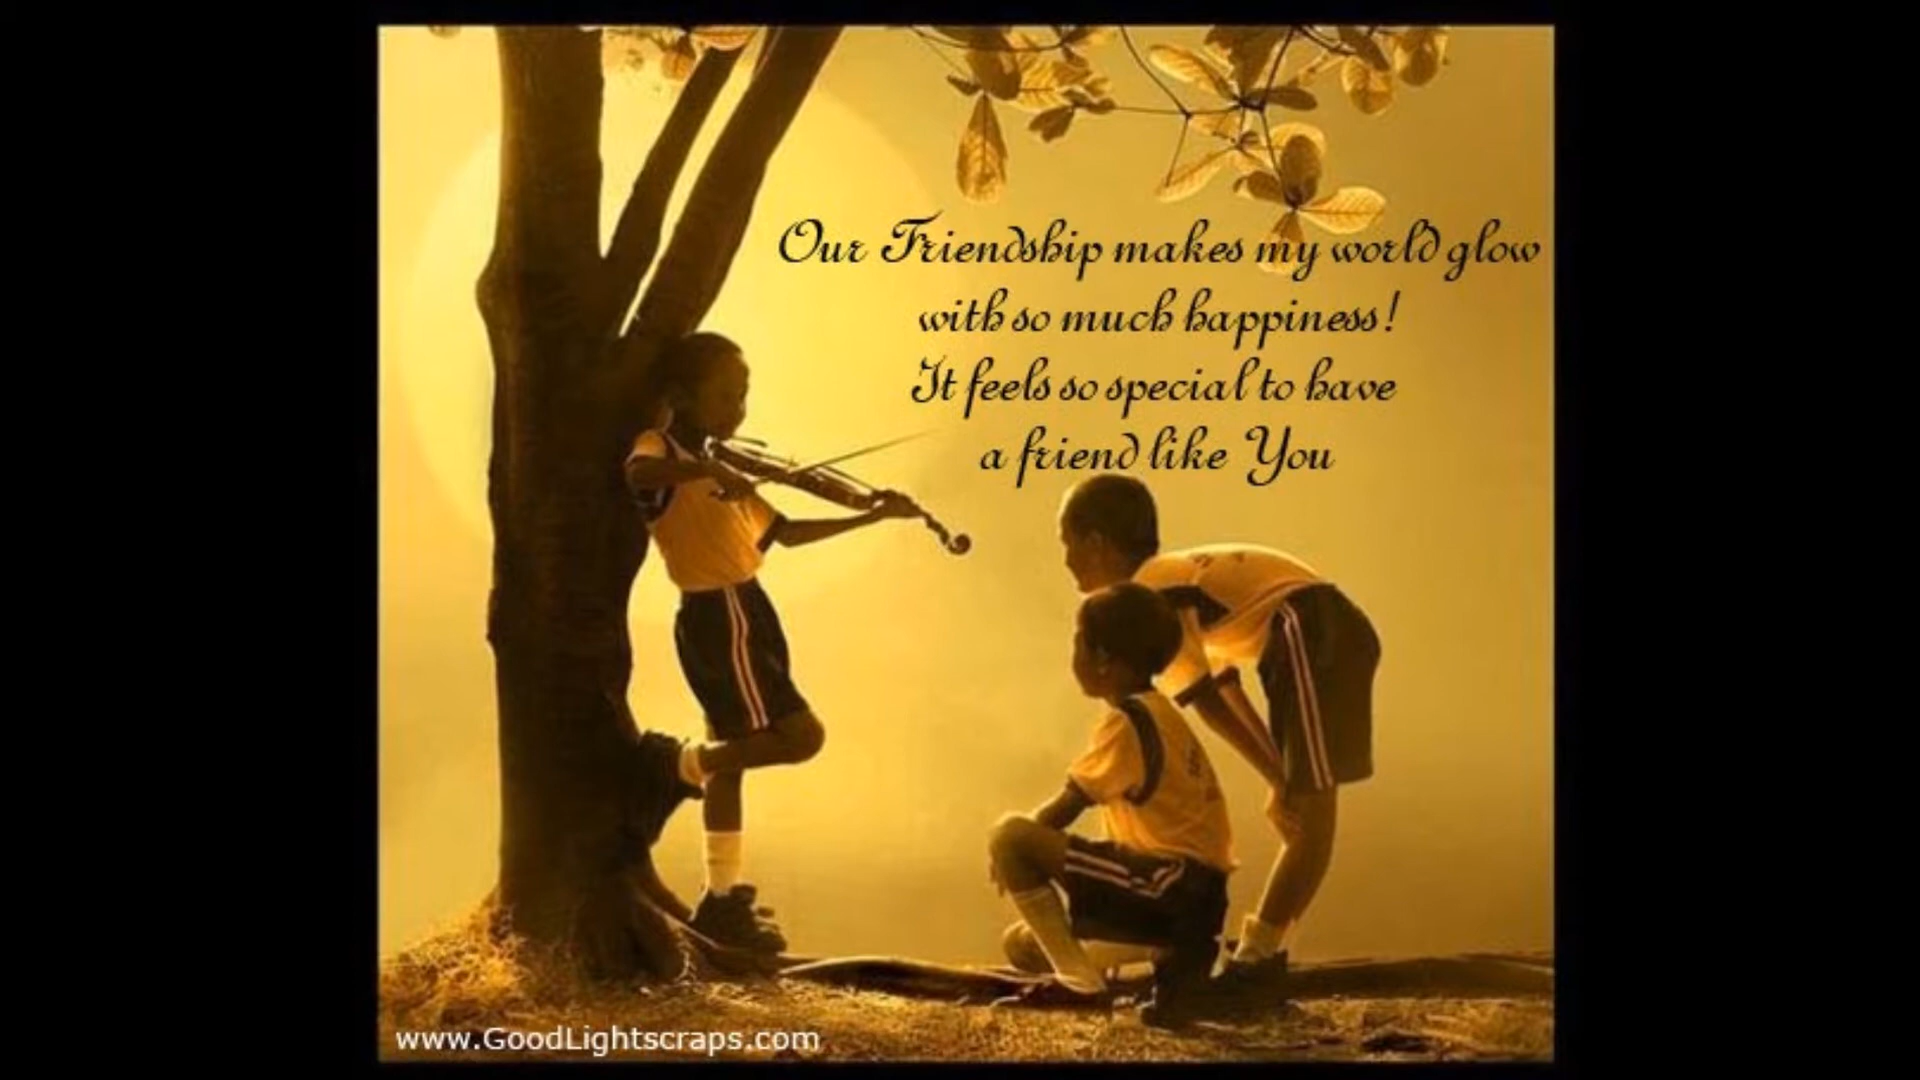 Our Friendship makes my world glow
with so much happiness!
It feels so special to have
a friend like You
www.GoodLightscraps.com